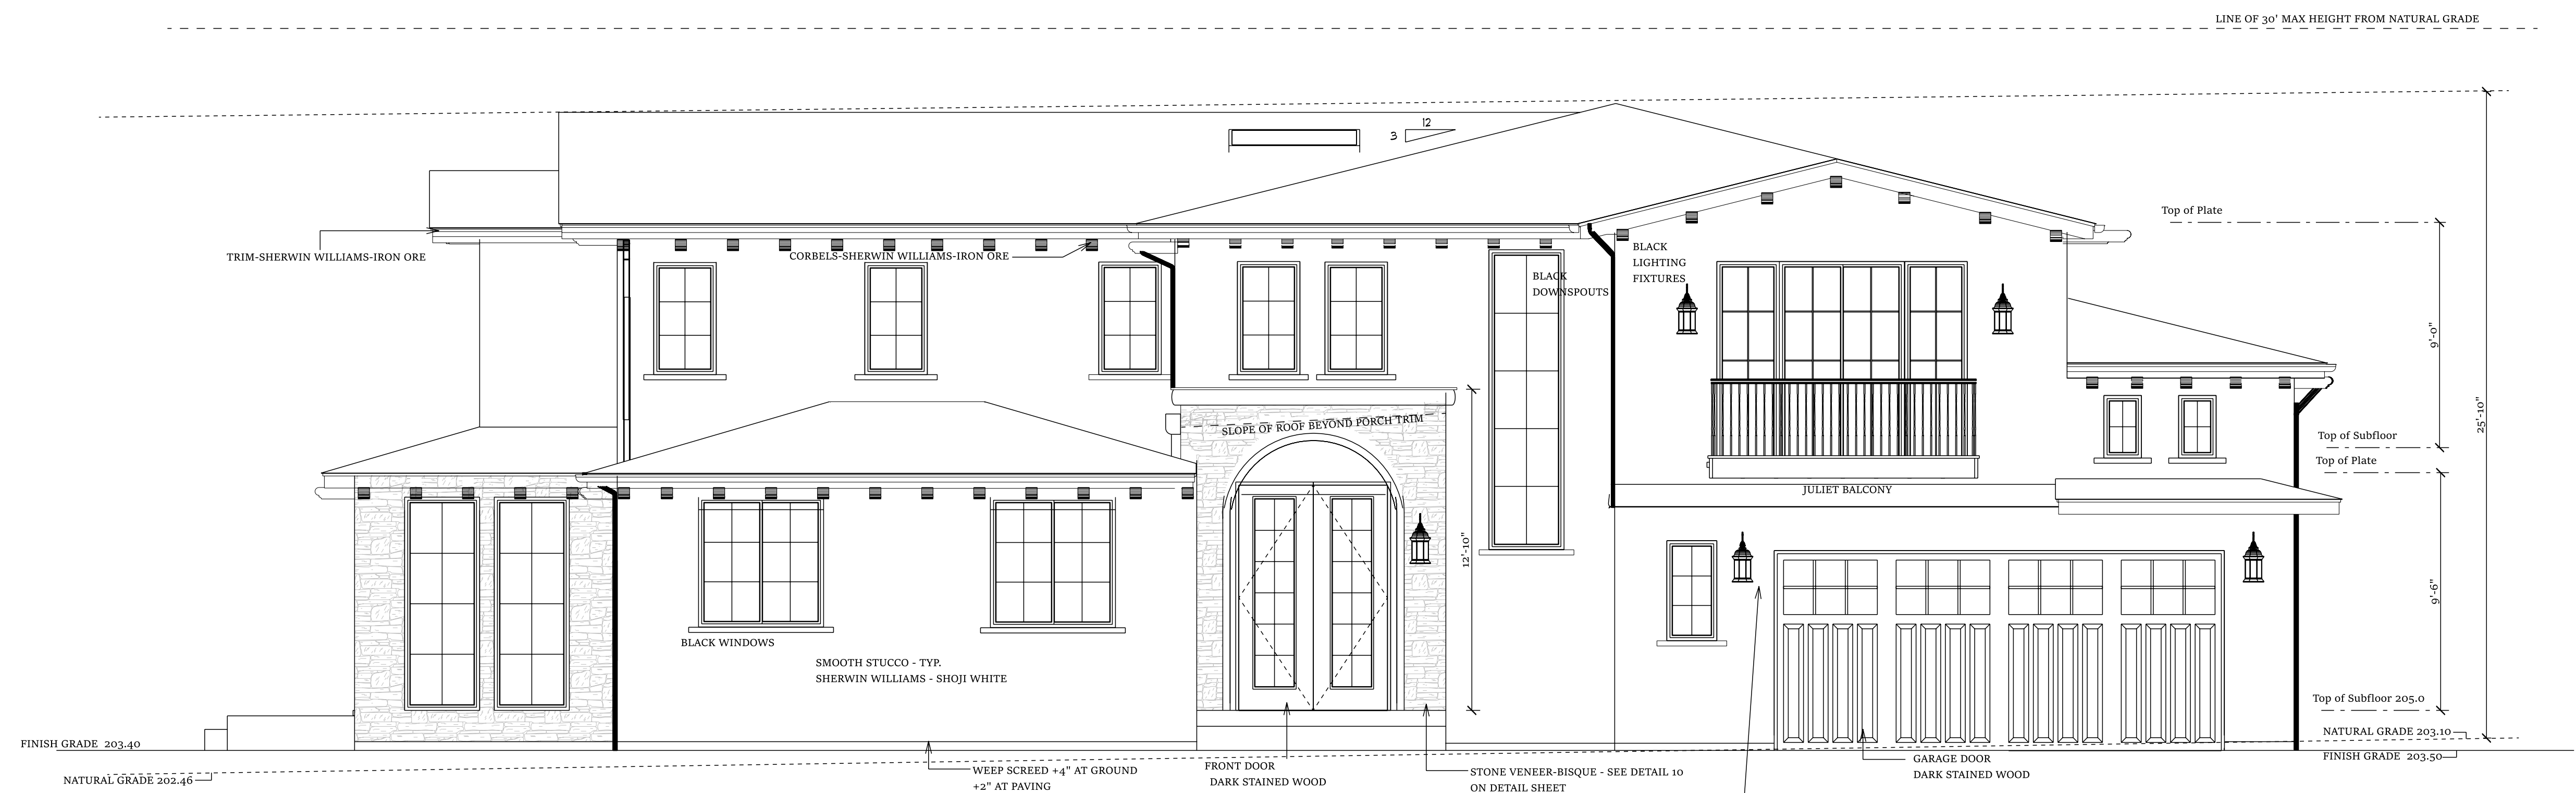 LINE OF 30' MAX HEIGHT FROM NATURAL GRADE
12
3
Top of Plate
TRIM-SHERWIN WILLIAMS-IRON ORE
CORBELS-SHERWIN WILLIAMS-IRON ORE
BLACK
LIGHTING
FIXTURES
BLACK
DOWNSPOUTS
9'-0"
25'-10"
SLOPE OF ROOF BEYOND PORCH TRIM
Top of Subfloor
Top of Plate
JULIET BALCONY
12'-10"
9'-6"
BLACK WINDOWS
SMOOTH STUCCO - TYP.
SHERWIN WILLIAMS - SHOJI WHITE
Top of Subfloor 205.0
NATURAL GRADE 203.10
FINISH GRADE 203.40
FINISH GRADE 203.50
NATURAL GRADE 202.46
WEEP SCREED +4" AT GROUND
+2" AT PAVING
FRONT DOOR
DARK STAINED WOOD
STONE VENEER-BISQUE - SEE DETAIL 10
ON DETAIL SHEET
GARAGE DOOR
DARK STAINED WOOD